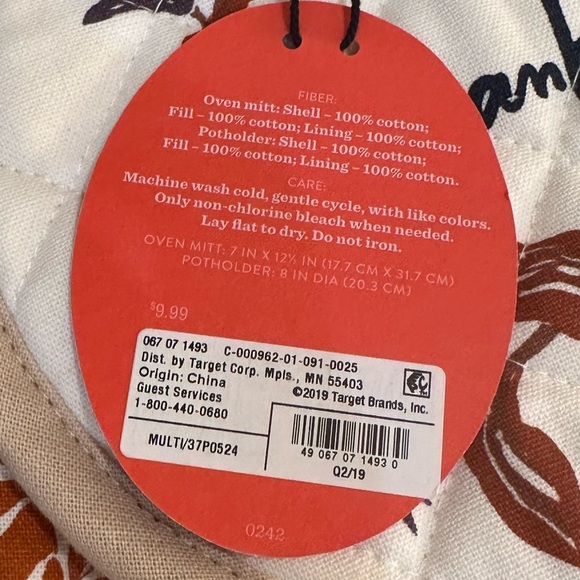 FIBER:
Oven mitt: Shell – 100% cotton;
Fill – 100% cotton; Lining – 100% cotton;
Potholder: Shell – 100% cotton;
Fill – 100% cotton; Lining – 100% cotton.
CARE:
Machine wash cold, gentle cycle, with like colors.
Only non-chlorine bleach when needed.
Lay flat to dry. Do not iron.
OVEN MITT: 7 IN X 12½ IN (17.7 CM X 31.7 CM)
POTHOLDER: 8 IN DIA (20.3 CM)
$9.99
067 07 1493 C-000962-01-091-0025
Dist. by Target Corp. Mpls., MN 55403
Origin: China ©2019 Target Brands, Inc.
Guest Services
1-800-440-0680
MULTI/37P0524
49 067 07 1493 0
Q2/19
0242